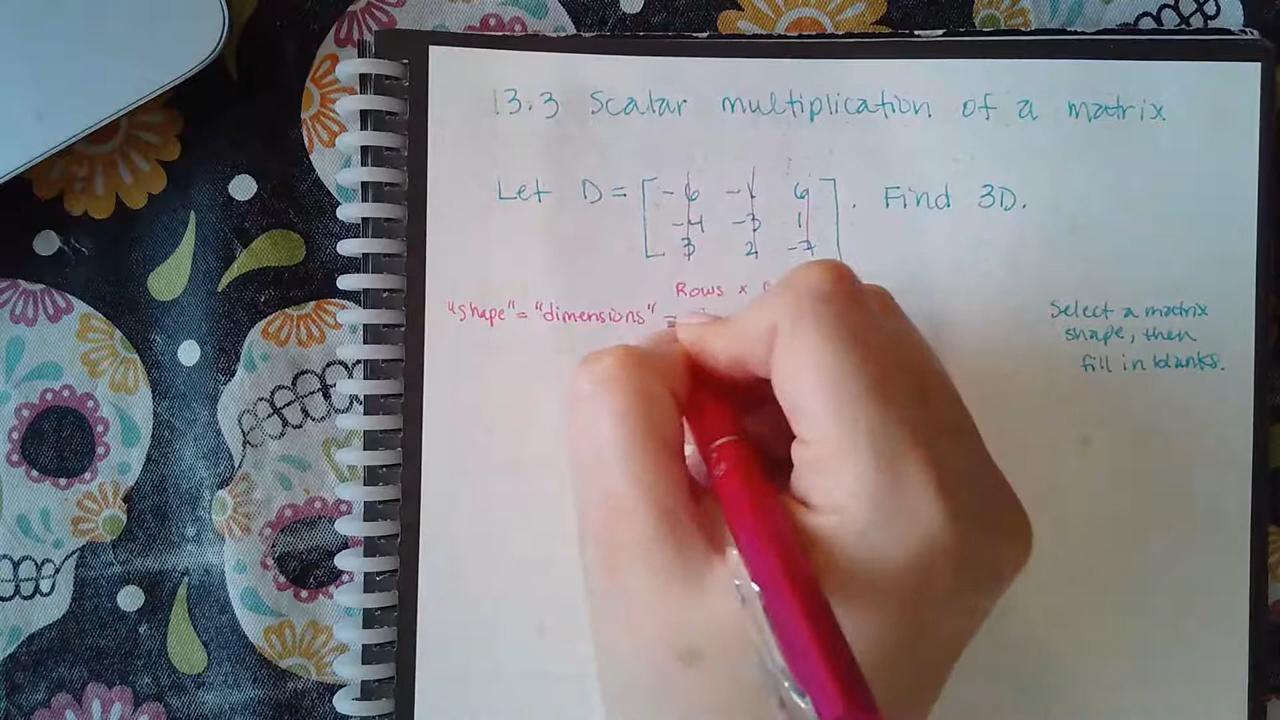 13.3 Scalar multiplication of a matrix
Let D = [ -6 -1 6 ] . Find 3D.
-4 -3 1
3 2 -7
Rows x
"shape" = "dimensions" =
Select a matrix
shape, then
fill in blanks.